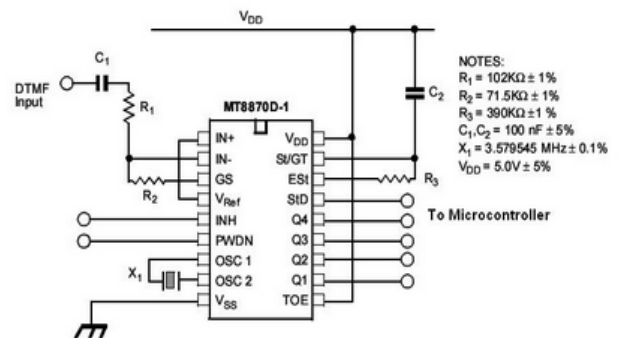 VDD
C1
DTMF
Input
R1
R2
C2
R3
X1
MT8870D-1
IN+
IN-
GS
VRef
INH
PWDN
OSC 1
OSC 2
VSS
VDD
St/GT
ESt
StD
Q4
Q3
Q2
Q1
TOE
To Microcontroller
NOTES:
R1 = 102KΩ ± 1%
R2 = 71.5KΩ ± 1%
R3 = 390KΩ ± 1 %
C1,C2 = 100 nF ± 5%
X1 = 3.579545 MHz ± 0.1%
VDD = 5.0V ± 5%